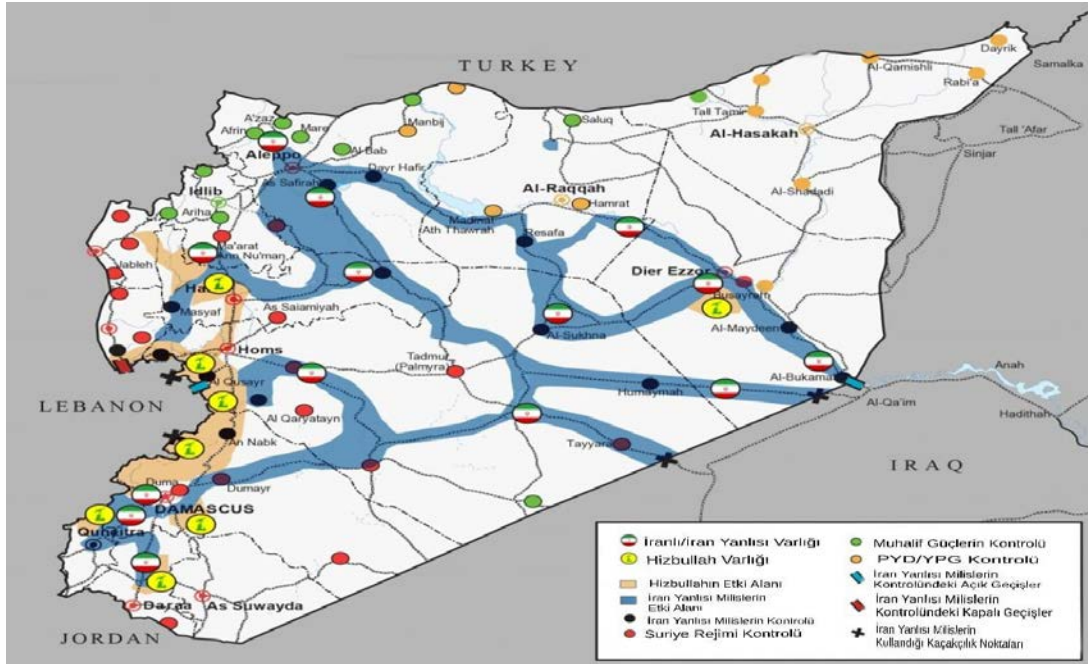 TURKEY
Dayrik
Samalka
Al-Qamishli
Rabi'a
A'zaz
Afrin
Mare
Manbij
Saluq
Tall Tamir
Al-Hasakah
Tall 'Afar
Sinjar
Al Bab
Aleppo
As Safirah
Dayr Hafir
Idlib
Ariha
Al-Raqqah
Hamrat
Al-Shadadi
Madinat
Ath Thawrah
Resafa
Ma'arat
Ann Nu'man
Jableh
Dier Ezzor
Busayrah
Masyaf
As Saiamiyah
Al-Sukhna
Al-Maydeen
Homs
Tadmur
(Palmyra)
Al-Bukamal
Anah
LEBANON
Al Qusayr
Humaymah
Al-Qa'im
Hadithah
Al Qaryatayn
An Nabk
Tayyara
IRAQ
Duma
Dumayr
DAMASCUS
Qunaitra
Daraa
As Suwayda
JORDAN
İranlı/İran Yanlısı Varlığı
Hizbullah Varlığı
Hizbullahın Etki Alanı
İran Yanlısı Milislerin
Etki Alanı
İran Yanlısı Milislerin Kontrolü
Suriye Rejimi Kontrolü
Muhalif Güçlerin Kontrolü
PYD/YPG Kontrolü
İran Yanlısı Milislerin
Kontrolündeki Açık Geçişler
İran Yanlısı Milislerin
Kontrolündeki Kapalı Geçişler
İran Yanlısı Milislerin
Kullandığı Kaçakçılık Noktaları